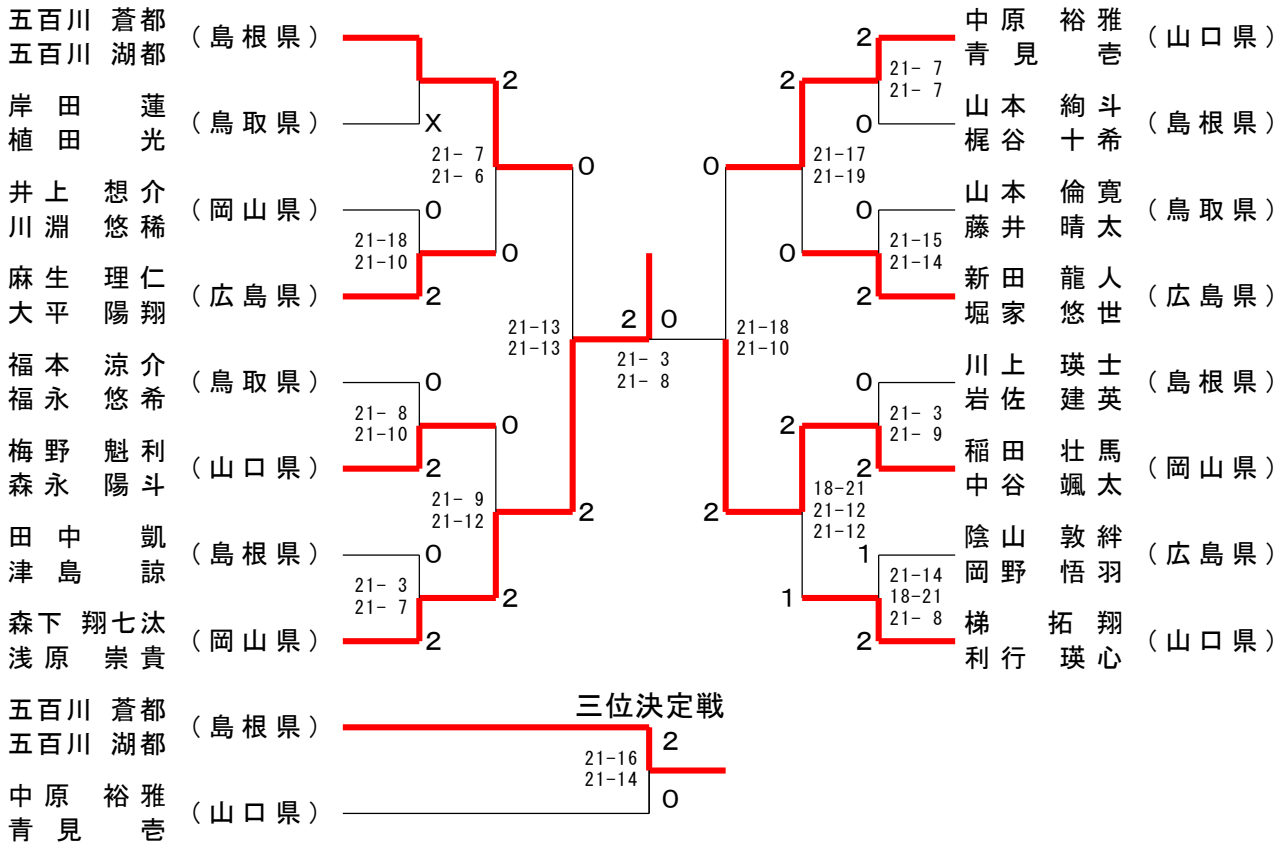 五百川 蒼都
五百川 湖都
(島根県)
2
岸田 蓮
植田 光
(鳥取県)
X
21- 7
21- 6
0
井上 想介
川淵 悠稀
(岡山県)
0
21-18
21-10
0
麻生 理仁
大平 陽翔
(広島県)
2
21-13
21-13
福本 涼介
福永 悠希
(鳥取県)
0
21- 8
21-10
0
梅野 魁利
森永 陽斗
(山口県)
2
21- 9
21-12
2
田中 凱
津島 諒
(島根県)
0
21- 3
21- 7
2
森下 翔七汰
浅原 崇貴
(岡山県)
2
2 0
21- 3
21- 8
中原 裕雅
青見 壱
(山口県)
2
21- 7
21- 7
2
山本 絢斗
梶谷 十希
(島根県)
0
21-17
21-19
0
山本 倫寛
藤井 晴太
(鳥取県)
0
21-15
21-14
0
新田 龍人
堀家 悠世
(広島県)
2
21-18
21-10
川上 瑛士
岩佐 建英
(島根県)
0
21- 3
21- 9
2
稲田 壮馬
中谷 颯太
(岡山県)
2
18-21
21-12
21-12
2
陰山 敦絆
岡野 悟羽
(広島県)
1
21-14
18-21
21- 8
1
梯 拓翔
利行 瑛心
(山口県)
2
三位決定戦
五百川 蒼都
五百川 湖都
(島根県)
2
21-16
21-14
中原 裕雅
青見 壱
(山口県)
0